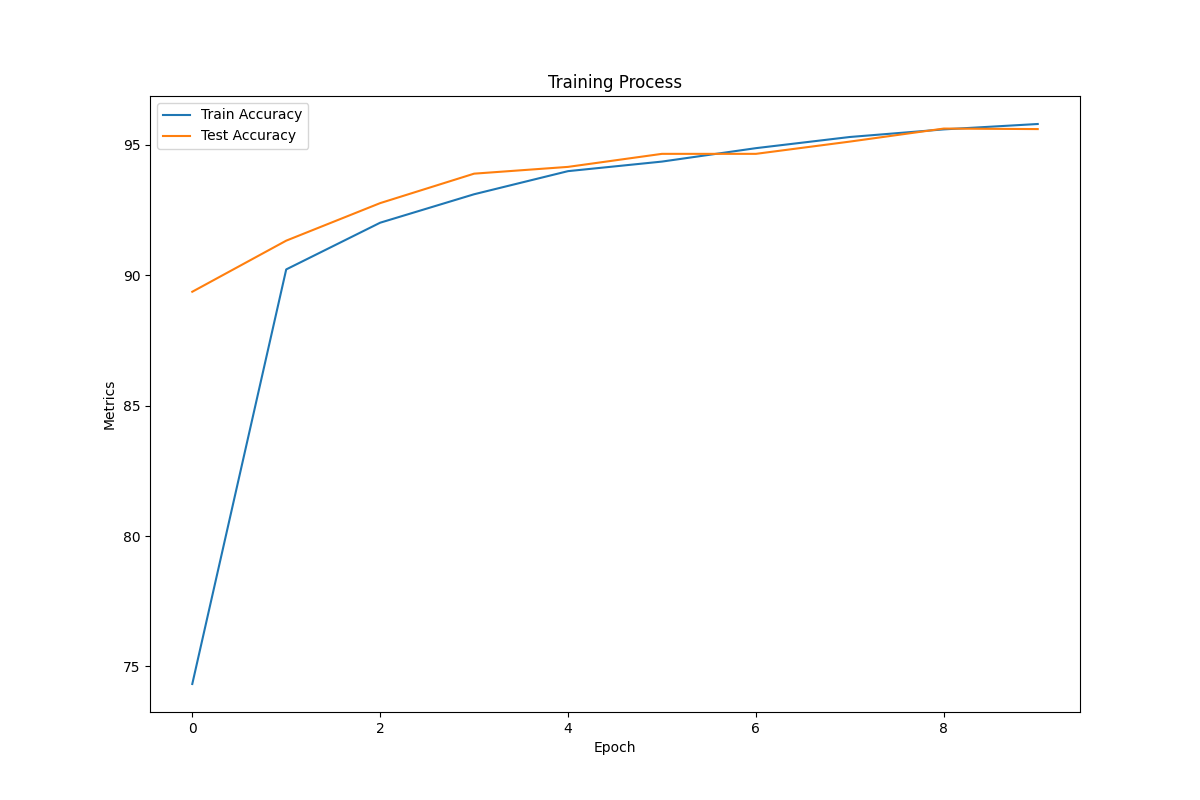 Training Process
Train Accuracy
Test Accuracy
95
90
85
80
75
Metrics
0 2 4 6 8
Epoch